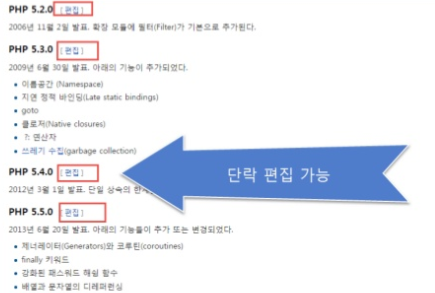 PHP 5.2.0 [편집]
2006년 11월 2일 발표. 확장 모듈에 필터(Filter)가 기본으로 추가된다.
PHP 5.3.0 [편집]
2009년 6월 30일 발표. 아래의 기능이 추가되었다.
• 이름공간 (Namespace)
• 지연 정적 바인딩(Late static bindings)
• goto
• 클로저(Native closures)
• ?: 연산자
• 쓰레기 수집(garbage collection)
단락 편집 가능
PHP 5.4.0 [편집]
2012년 3월 1일 발표. 단일 상속의
PHP 5.5.0 [편집]
2013년 6월 20일 발표. 아래의 기능들이 추가 또는 변경되었다.
• 제너레이터(Generators)와 코루틴(coroutines)
• finally 키워드
• 강화된 패스워드 해싱 함수
• 배열과 문자열의 디레퍼런싱